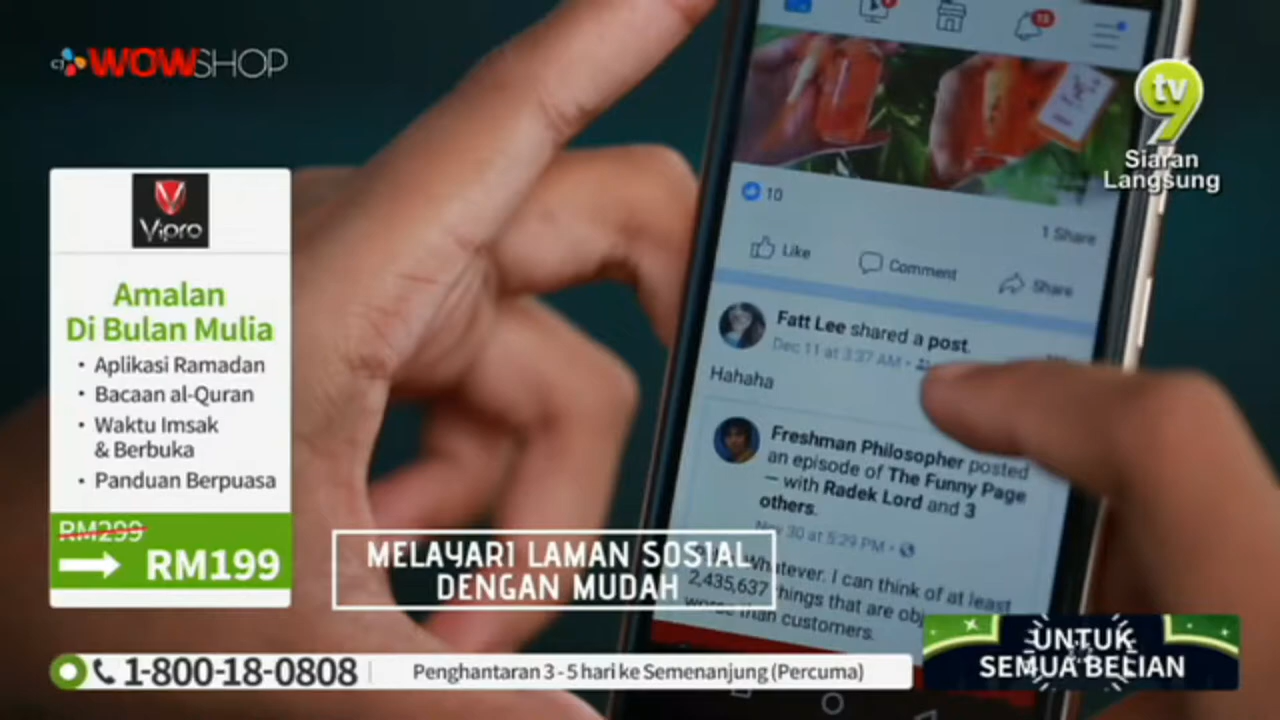 CJ WOWSHOP
tv9
Siaran
Langsung
Vipro
Amalan
Di Bulan Mulia
• Aplikasi Ramadan
• Bacaan al-Quran
• Waktu Imsak
& Berbuka
• Panduan Berpuasa
RM299
RM199
15
10
1 Share
Like
Comment
Share
Fatt Lee shared a post.
Dec 11 at 3:37 AM
Hahaha
Freshman Philosopher posted
an episode of The Funny Page
— with Radek Lord and 3
others.
Nov 30 at 5:29 PM
Whatever. I can think of at least
2,435,637 things that are
than customers.
MELAYARI LAMAN SOSIAL
DENGAN MUDAH
1-800-18-0808
Penghantaran 3 - 5 hari ke Semenanjung (Percuma)
UNTUK
SEMUA BELIAN